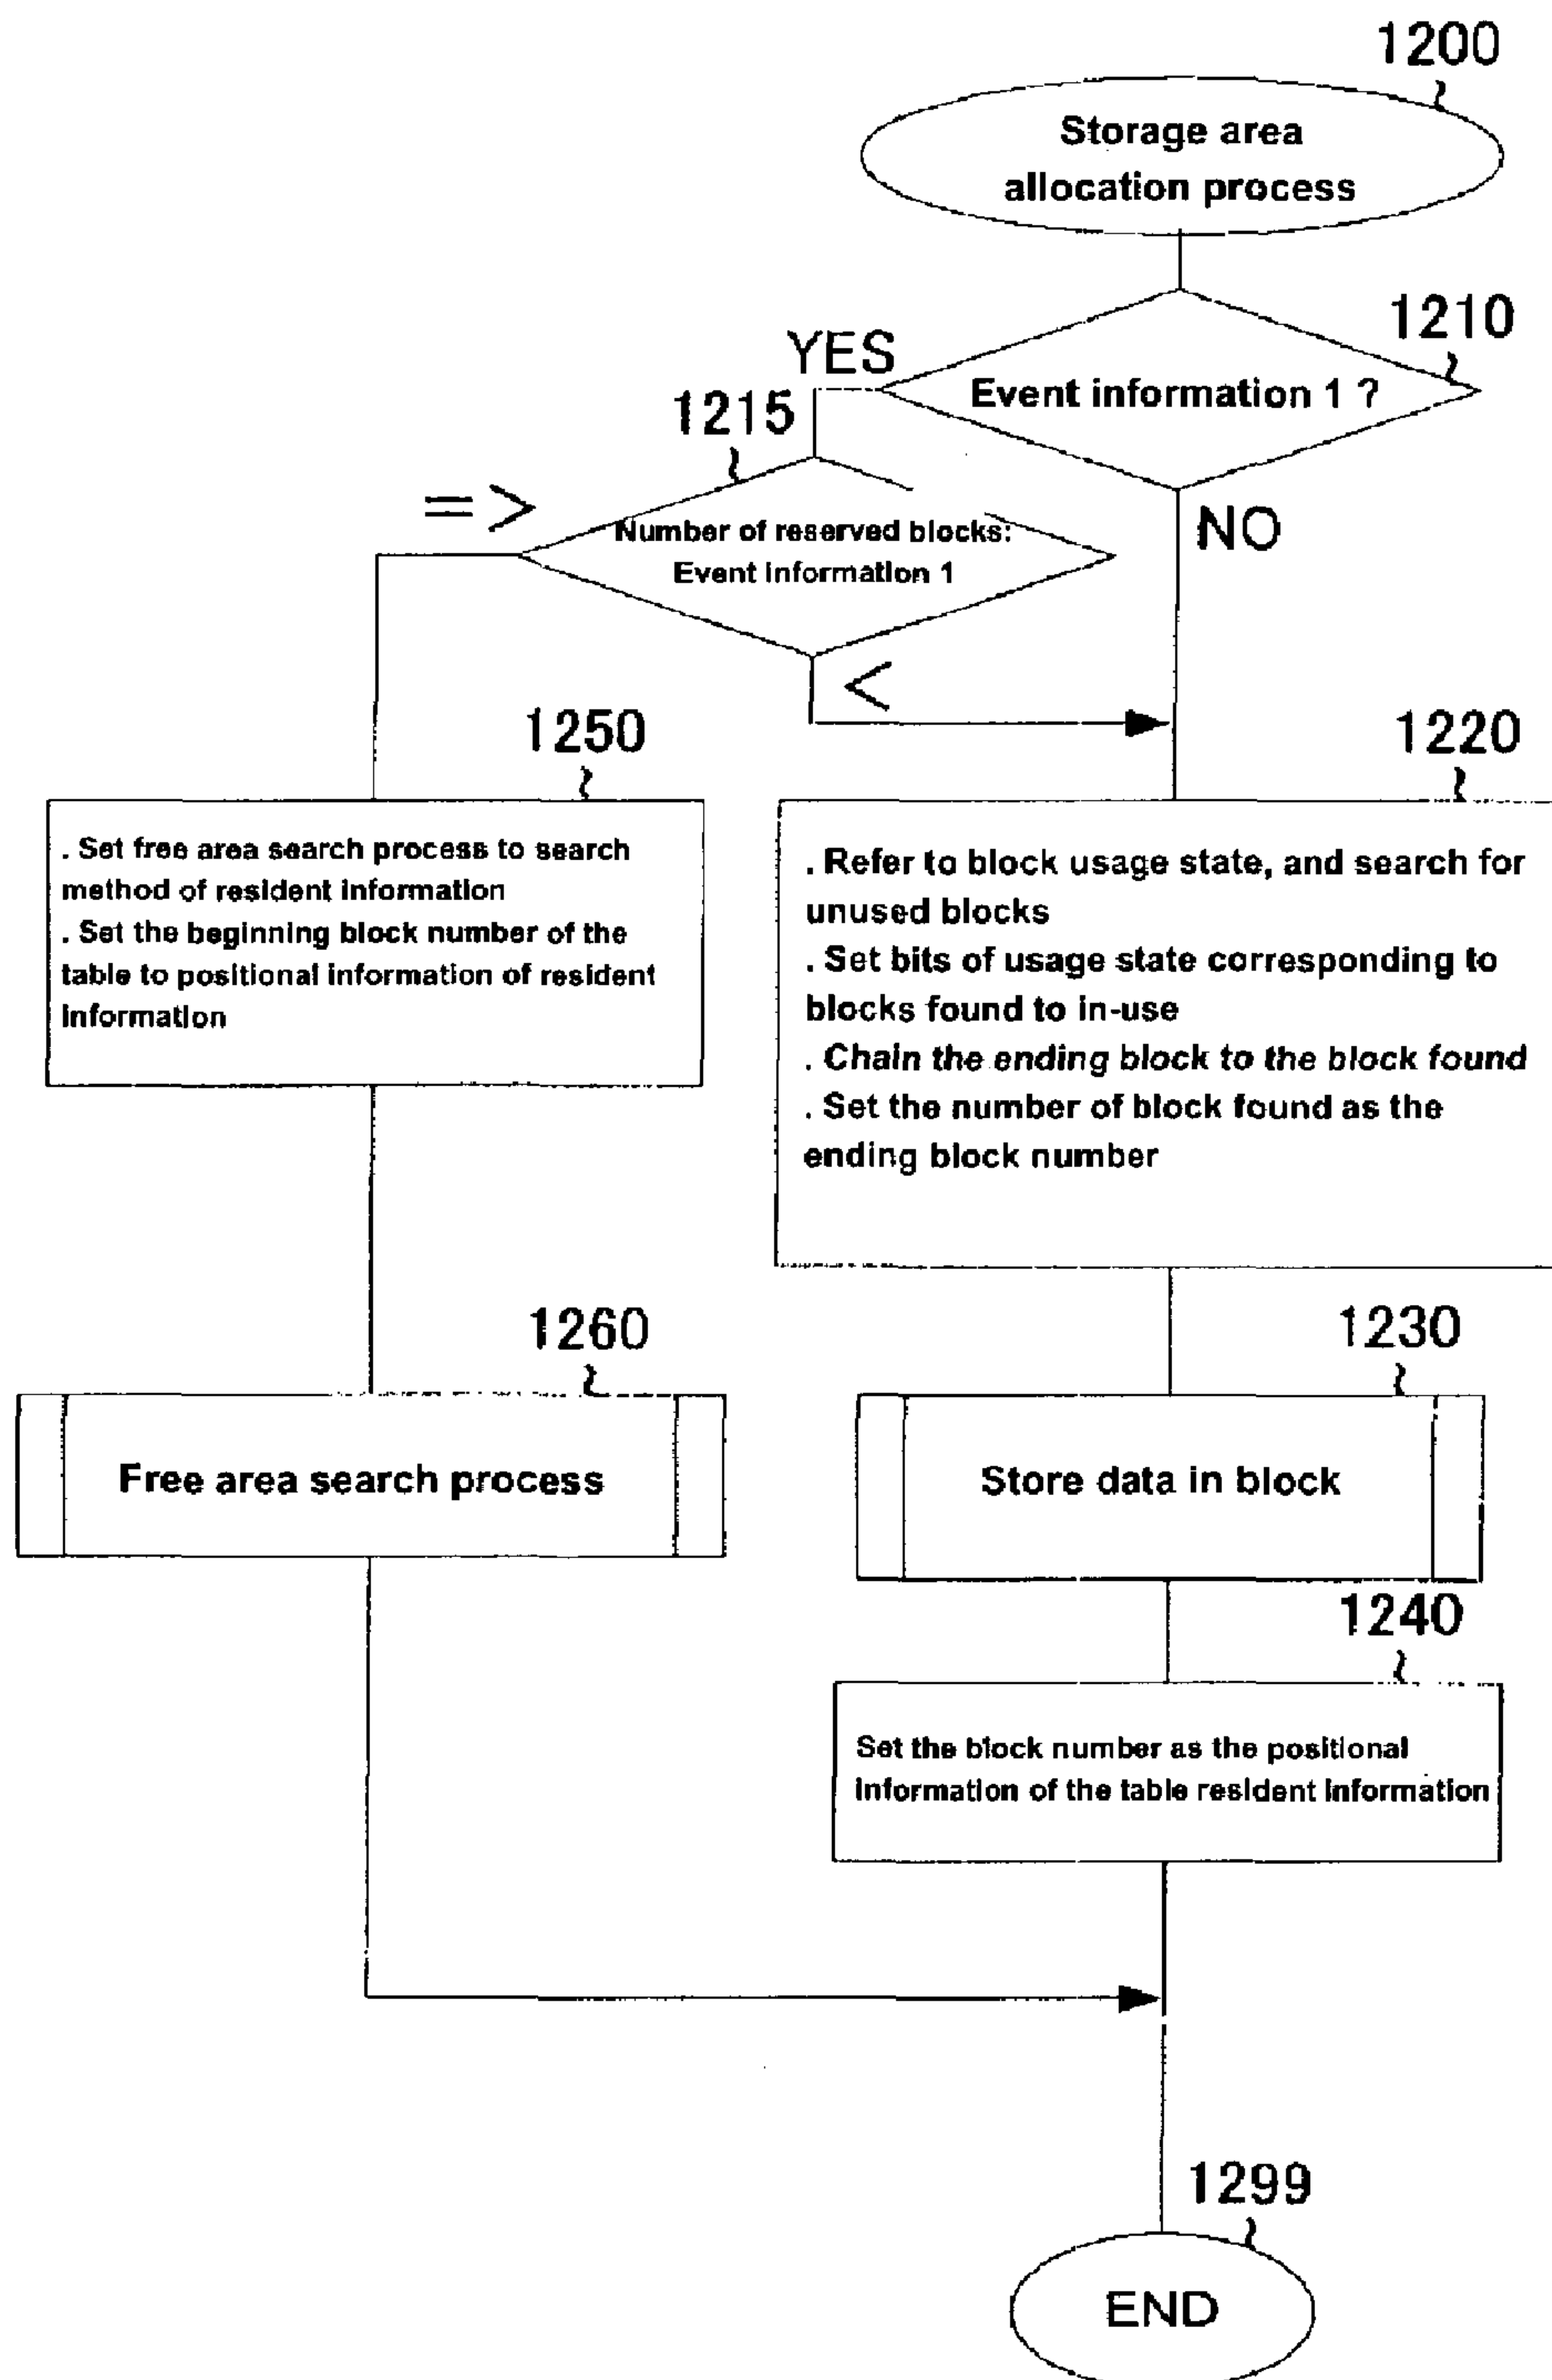 1200
Storage area
allocation process
1210
YES
Event information 1 ?
1215
= >
Number of reserved blocks:
Event information 1
NO
<
1250
1220
. Set free area search process to search
method of resident information
. Set the beginning block number of the
table to positional information of resident
information
. Refer to block usage state, and search for
unused blocks
. Set bits of usage state corresponding to
blocks found to in-use
. Chain the ending block to the block found
. Set the number of block found as the
ending block number
1260
1230
Free area search process
Store data in block
1240
Set the block number as the positional
information of the table resident information
1299
END